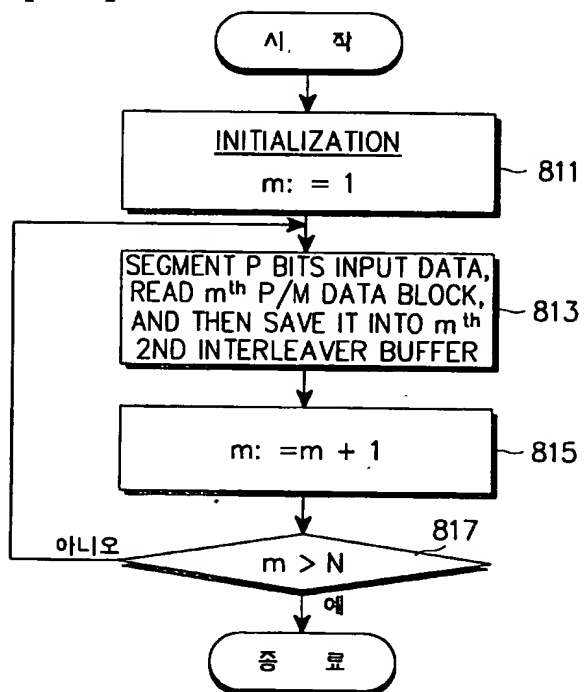 시 작
INITIALIZATION
m: = 1
811
SEGMENT P BITS INPUT DATA,
READ mth P/M DATA BLOCK,
AND THEN SAVE IT INTO mth
2ND INTERLEAVER BUFFER
813
m: =m + 1
815
817
아니오
m > N
예
종 료